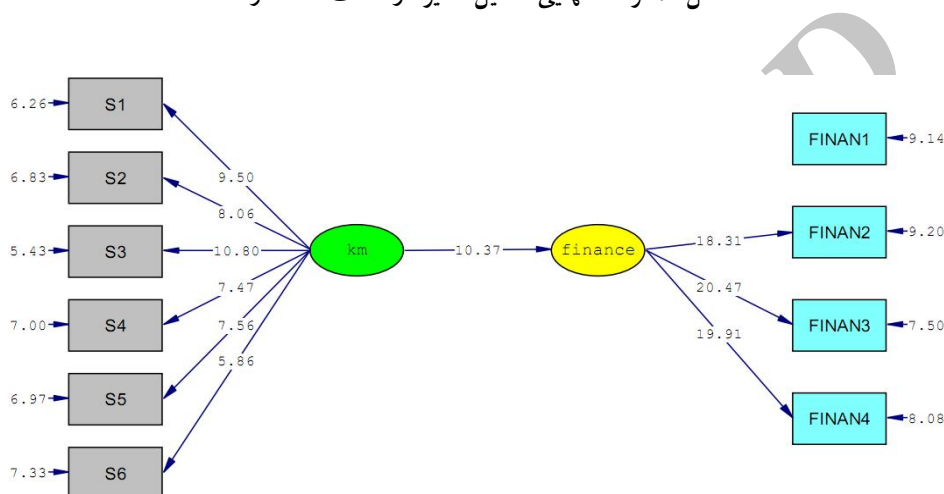 6.26 S1
FINAN1 9.14
6.83 S2
9.50
8.06
FINAN2 9.20
18.31
5.43 S3 10.80 km 10.37 finance
7.47
20.47
7.00 S4
7.56
FINAN3 7.50
19.91
5.86
6.97 S5
FINAN4 8.08
7.33 S6